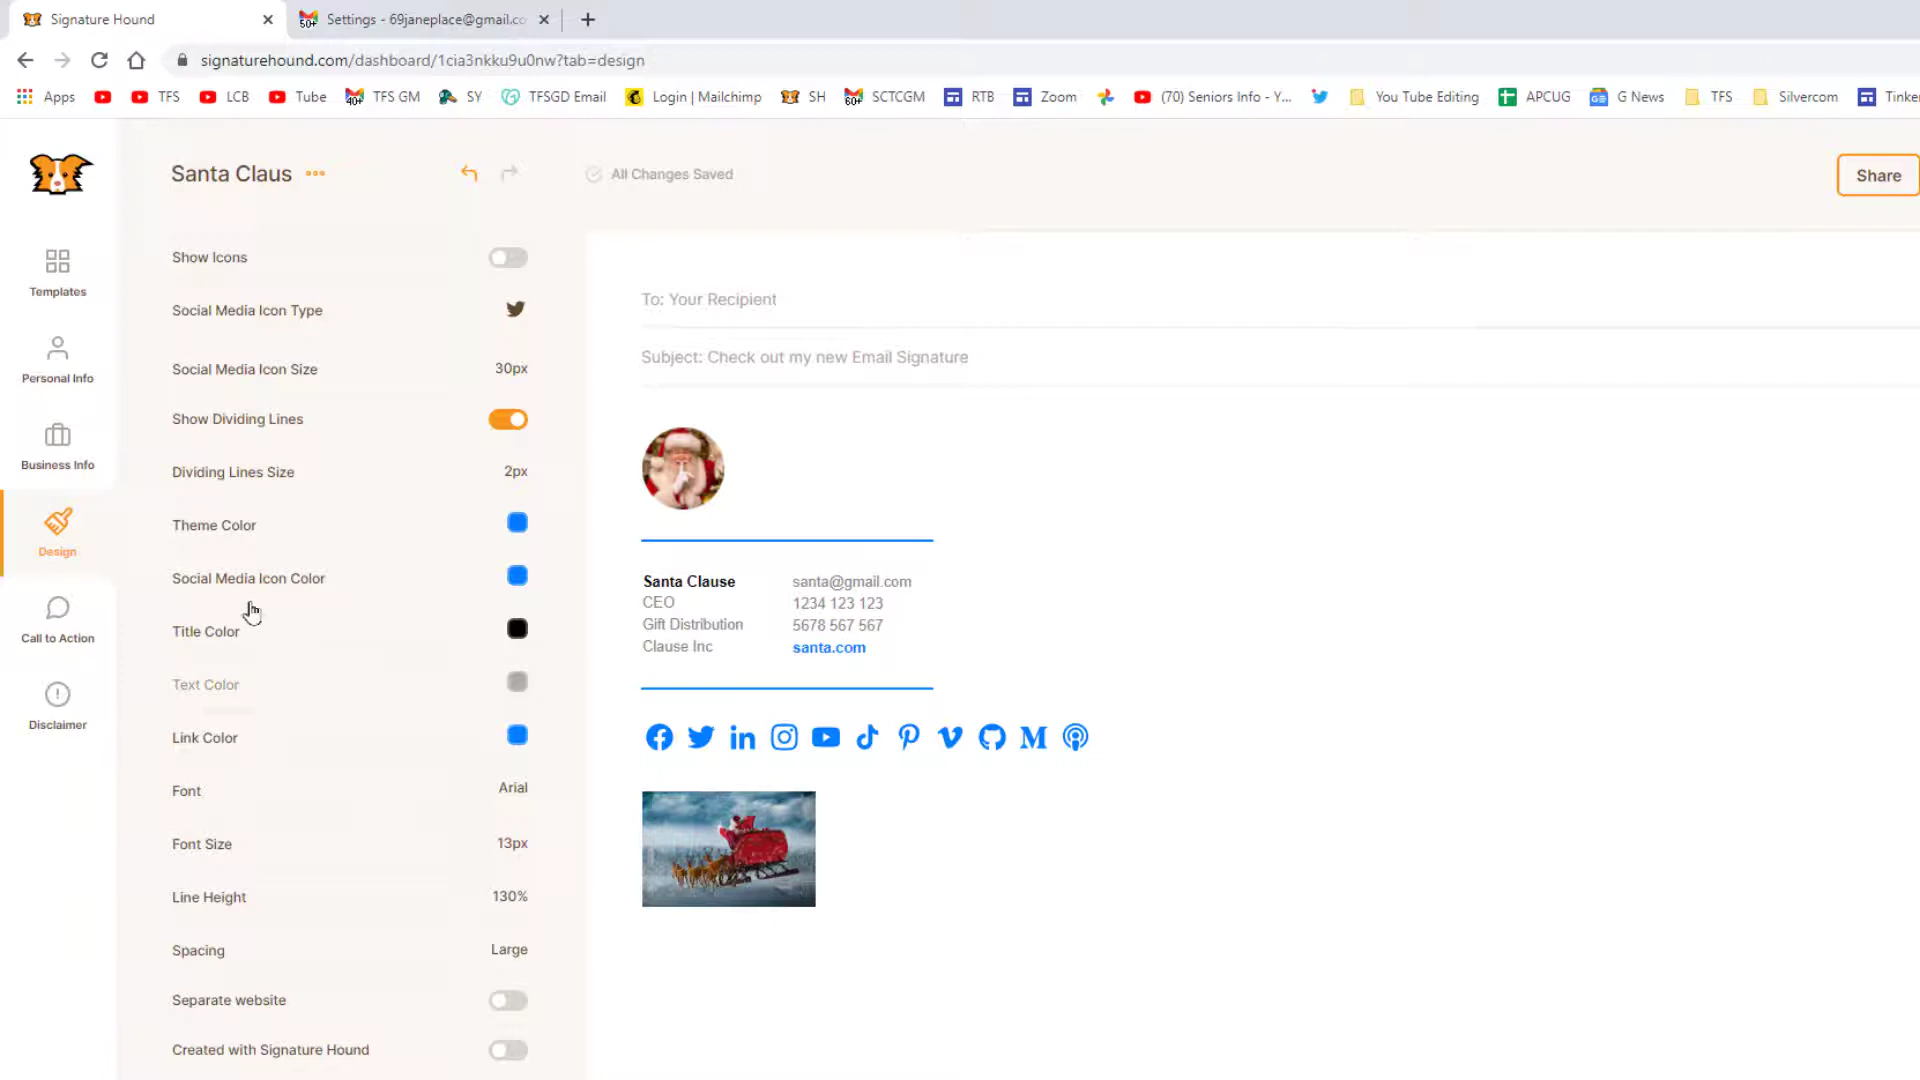 Signature Hound
Settings - 69janeplace@gmail.co
signaturehound.com/dashboard/1cia3nkku9u0nw?tab=design
Apps TFS LCB Tube TFS GM SY TFSGD Email Login | Mailchimp SH SCTCGM RTB Zoom (70) Seniors Info - Y... You Tube Editing APCUG G News TFS Silvercom Tinke
Santa Claus
All Changes Saved
Share
Templates
Personal Info
Business Info
Design
Call to Action
Disclaimer
Show Icons
Social Media Icon Type
Social Media Icon Size 30px
Show Dividing Lines
Dividing Lines Size 2px
Theme Color
Social Media Icon Color
Title Color
Text Color
Link Color
Font Arial
Font Size 13px
Line Height 130%
Spacing Large
Separate website
Created with Signature Hound
To: Your Recipient
Subject: Check out my new Email Signature
Santa Clause santa@gmail.com
CEO 1234 123 123
Gift Distribution 5678 567 567
Clause Inc santa.com